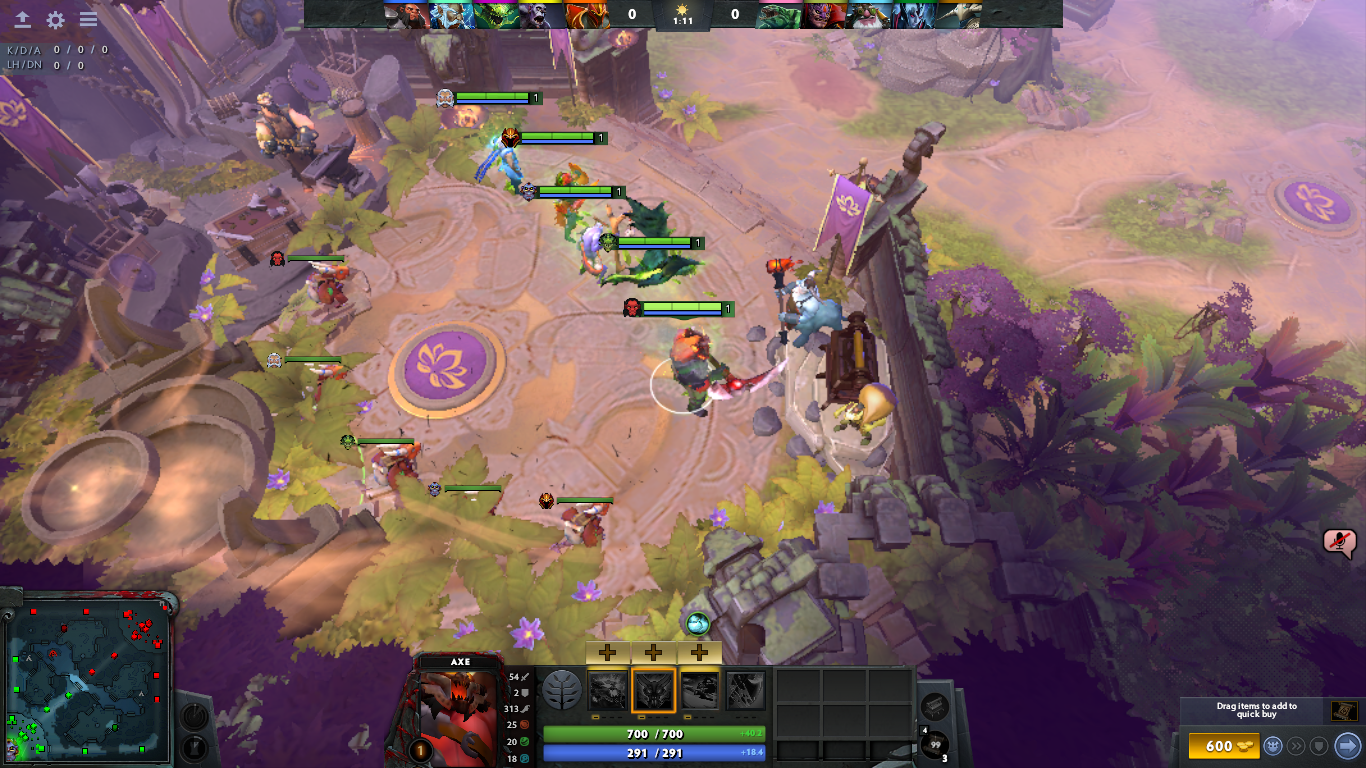 0 1:11 0
K/D/A 0 / 0 / 0
LH/DN 0 / 0
1
1
1
1
1
AXE
54
2
313
25
20
18
1
700 / 700 +40.2
291 / 291 +18.4
4
99
3
Drag items to add to
quick buy
600